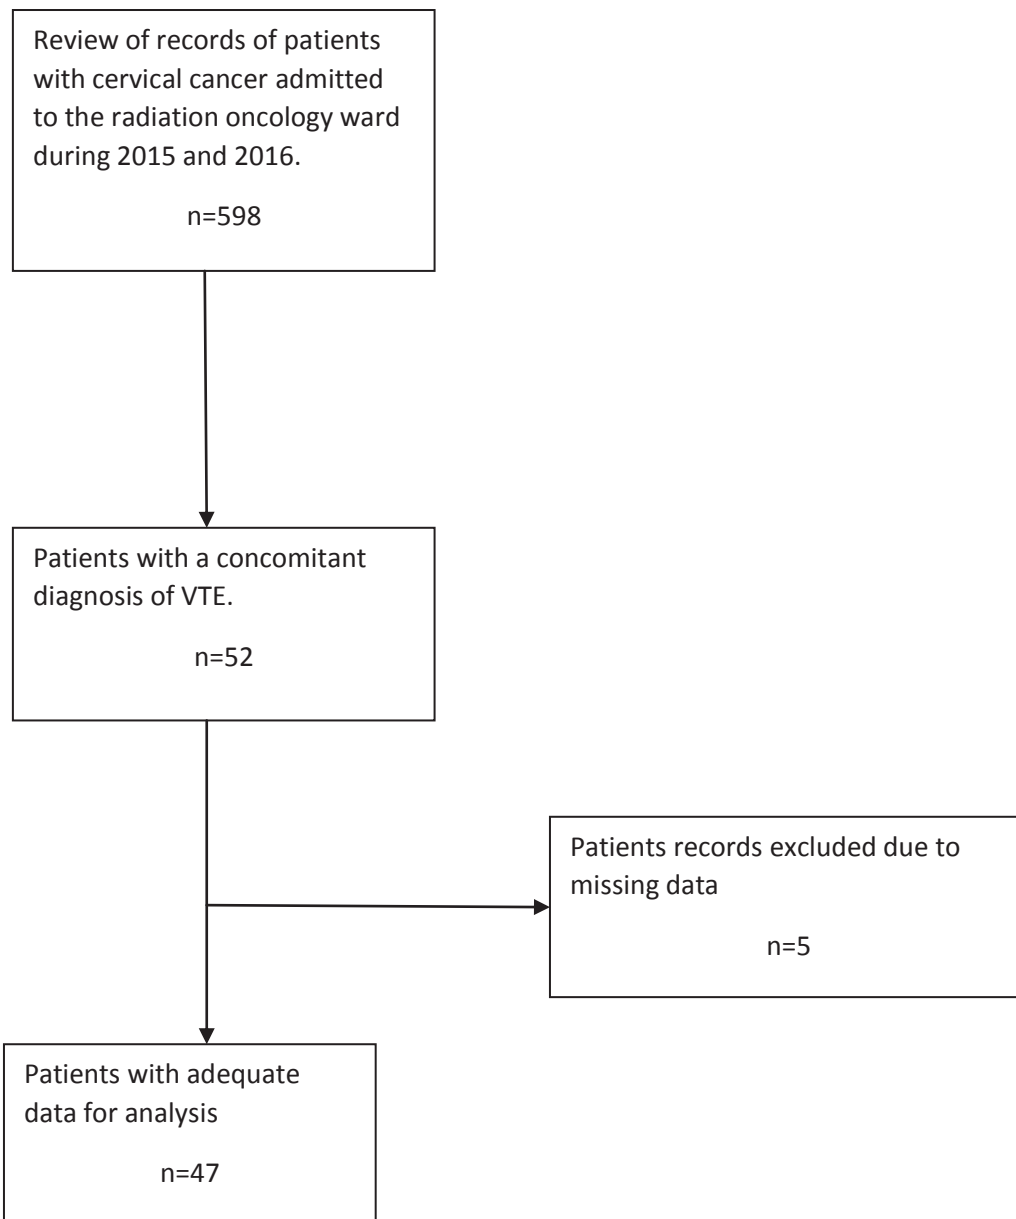 Review of records of patients
with cervical cancer admitted
to the radiation oncology ward
during 2015 and 2016.
n=598
Patients with a concomitant
diagnosis of VTE.
n=52
Patients records excluded due to
missing data
n=5
Patients with adequate
data for analysis
n=47